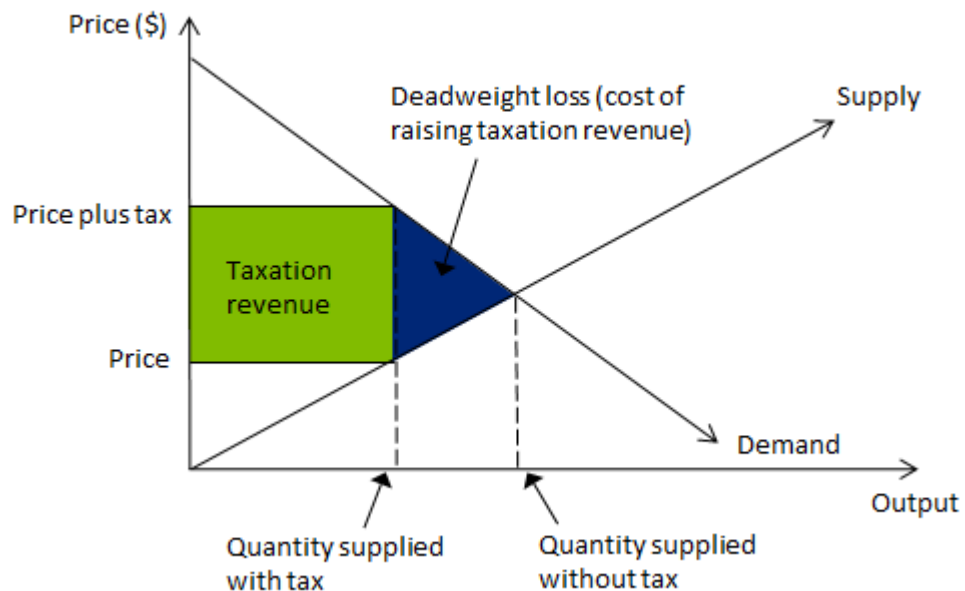 Price ($)
Deadweight loss (cost of
raising taxation revenue)
Supply
Price plus tax
Taxation
revenue
Price
Demand
Output
Quantity supplied
with tax
Quantity supplied
without tax